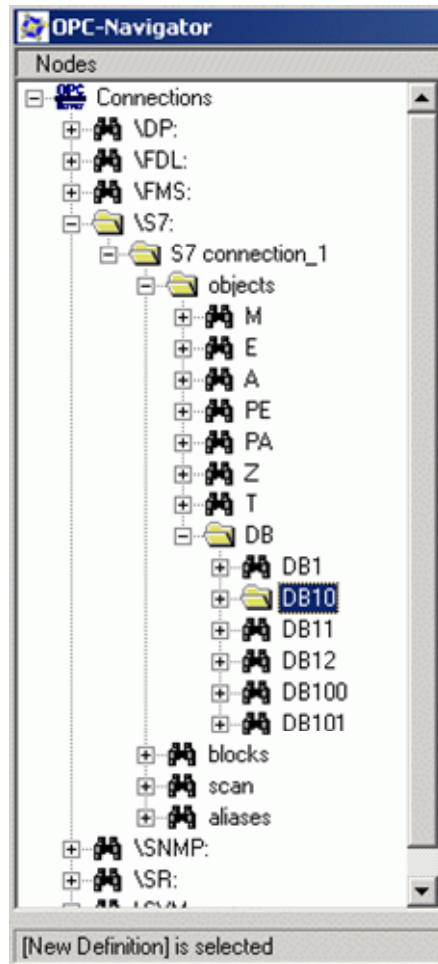 OPC-Navigator
Nodes
OPC
Connections
\DP:
\FDL:
\FMS:
\S7:
S7 connection_1
objects
M
E
A
PE
PA
Z
T
DB
DB1
DB10
DB11
DB12
DB100
DB101
blocks
scan
aliases
\SNMP:
\SR:
[New Definition] is selected